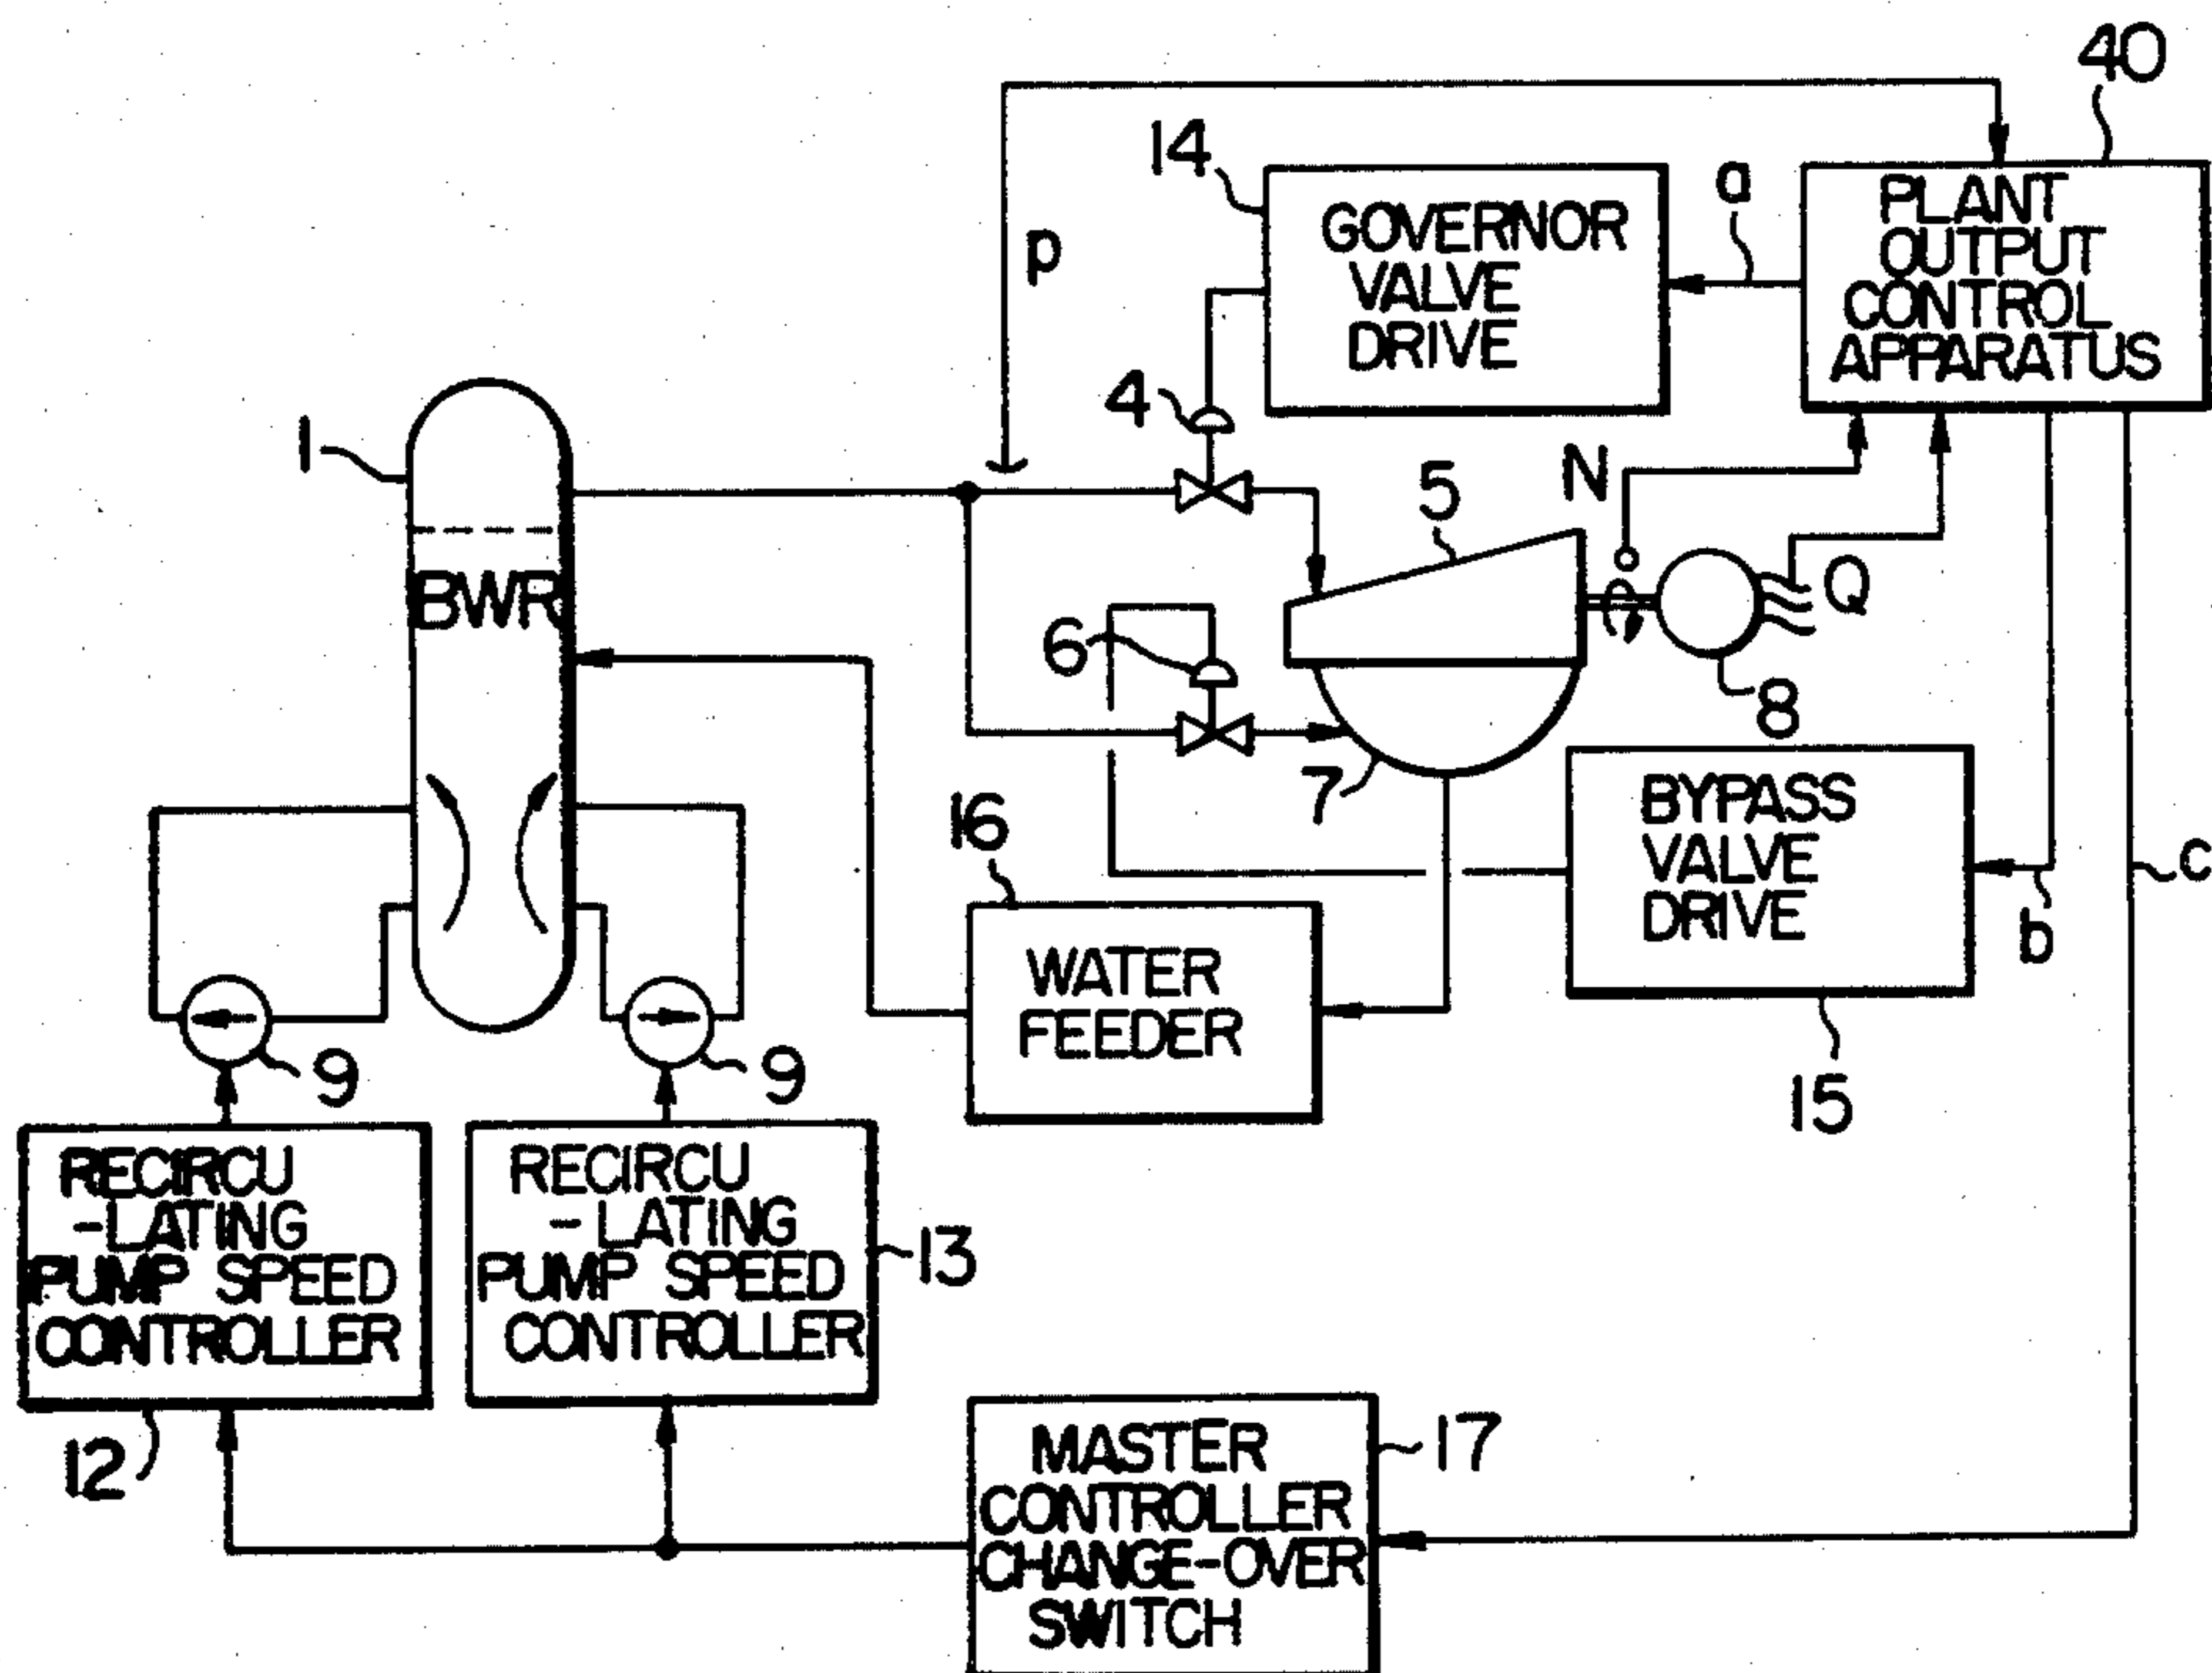 40
14
a
PLANT
OUTPUT
CONTROL
APPARATUS
GOVERNOR
VALVE
DRIVE
p
4
1
N
5
BWR
Q
6
8
7
BYPASS
VALVE
DRIVE
c
16
b
WATER
FEEDER
9
9
15
RECIRCU
-LATING
PUMP SPEED
CONTROLLER
RECIRCU
-LATING
PUMP SPEED
CONTROLLER
13
12
MASTER
CONTROLLER
CHANGE-OVER
SWITCH
17